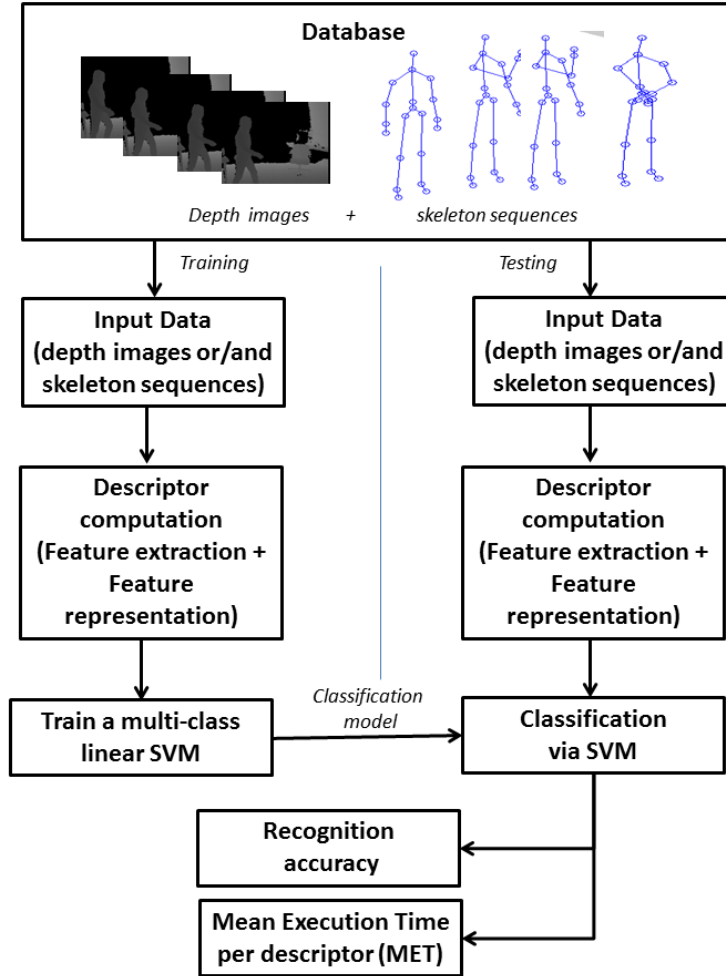 Database
Depth images + skeleton sequences
Training
Testing
Input Data
(depth images or/and
skeleton sequences)
Input Data
(depth images or/and
skeleton sequences)
Descriptor
computation
(Feature extraction +
Feature
representation)
Descriptor
computation
(Feature extraction +
Feature
representation)
Train a multi-class
linear SVM
Classification
model
Classification
via SVM
Recognition
accuracy
Mean Execution Time
per descriptor (MET)